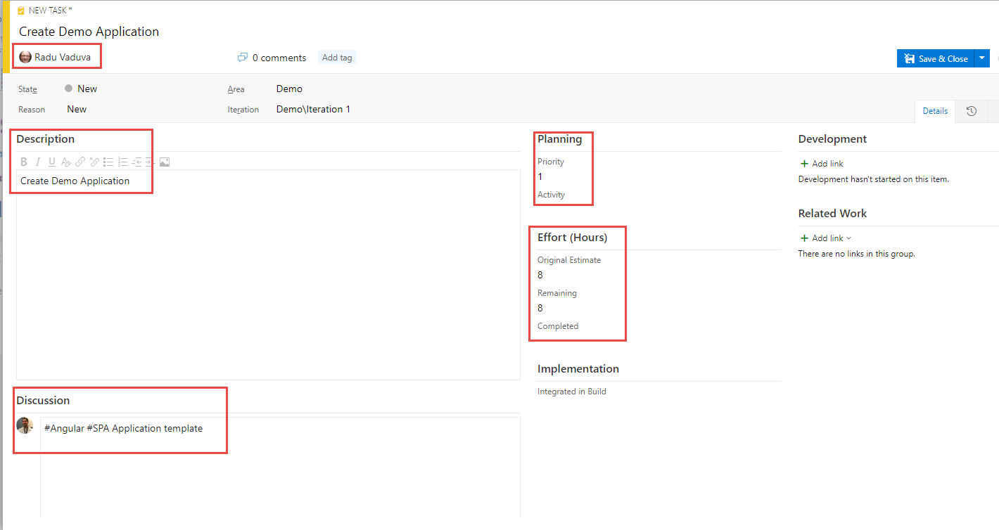 NEW TASK *
Create Demo Application
Radu Vaduva
0 comments
Add tag
Save & Close
State
New
Area
Demo
Reason
New
Iteration
Demo\Iteration 1
Details
Description
B I U
Create Demo Application
Discussion
#Angular #SPA Application template
Planning
Priority
1
Activity
Effort (Hours)
Original Estimate
8
Remaining
8
Completed
Implementation
Integrated in Build
Development
+ Add link
Development hasn't started on this item.
Related Work
+ Add link
There are no links in this group.